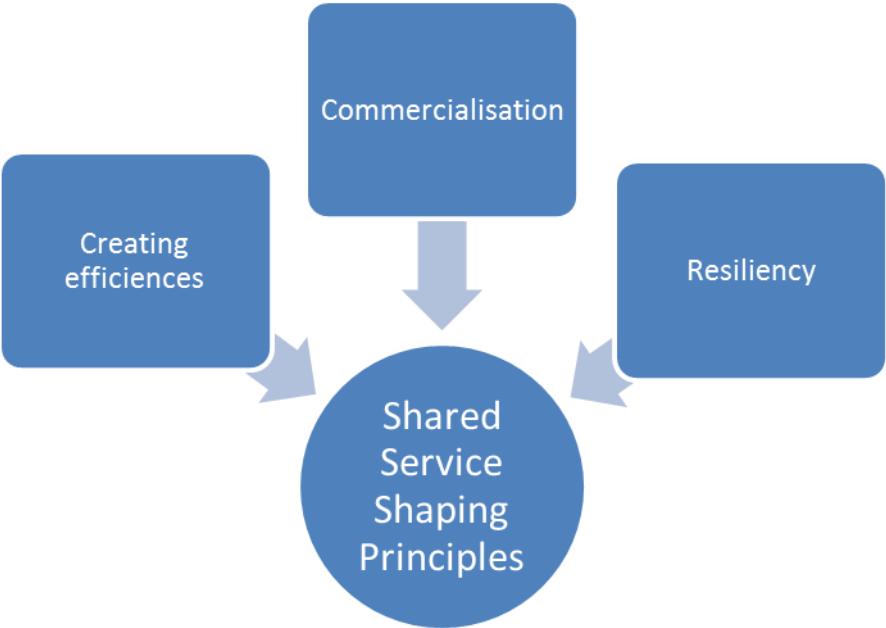 Commercialisation
Creating
efficiences
Resiliency
Shared
Service
Shaping
Principles